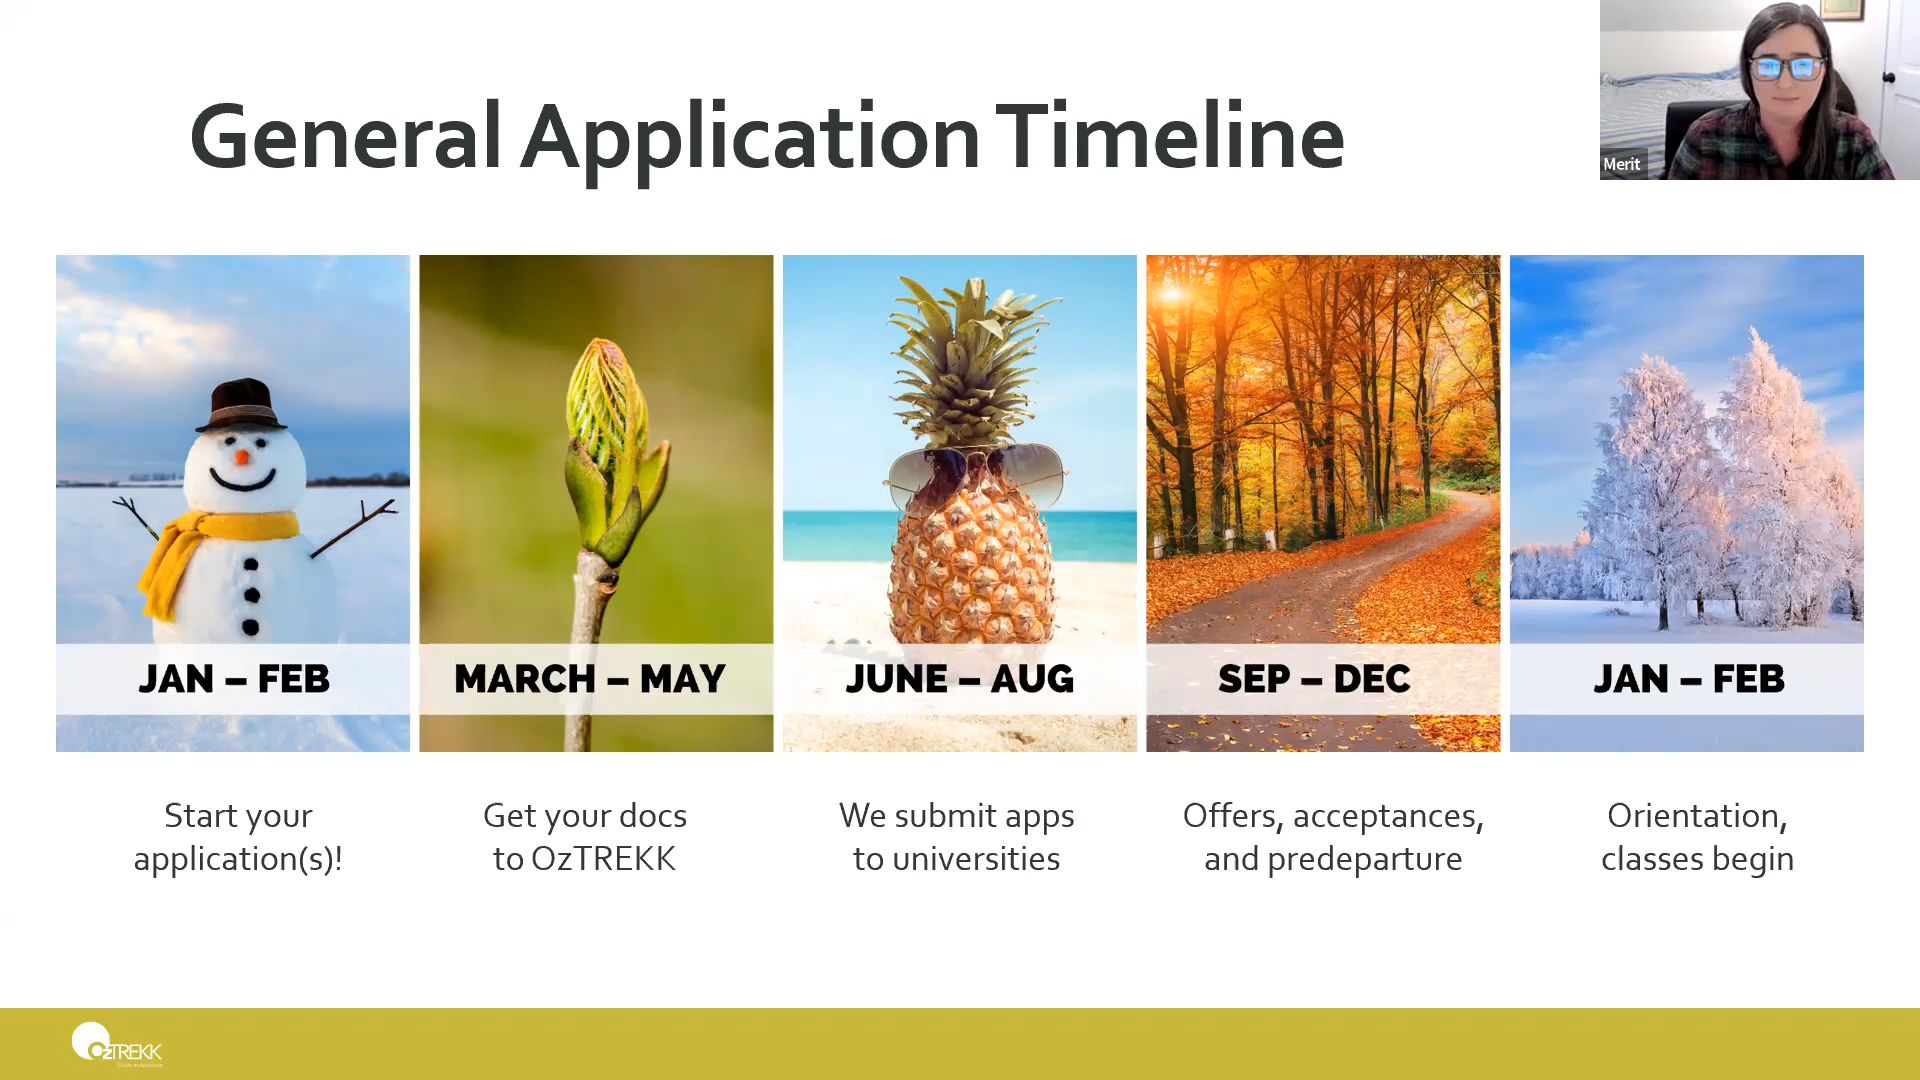 General Application Timeline
Merit
JAN – FEB
MARCH – MAY
JUNE – AUG
SEP – DEC
JAN – FEB
Start your
application(s)!
Get your docs
to OzTREKK
We submit apps
to universities
Offers, acceptances,
and predeparture
Orientation,
classes begin
OzTREKK